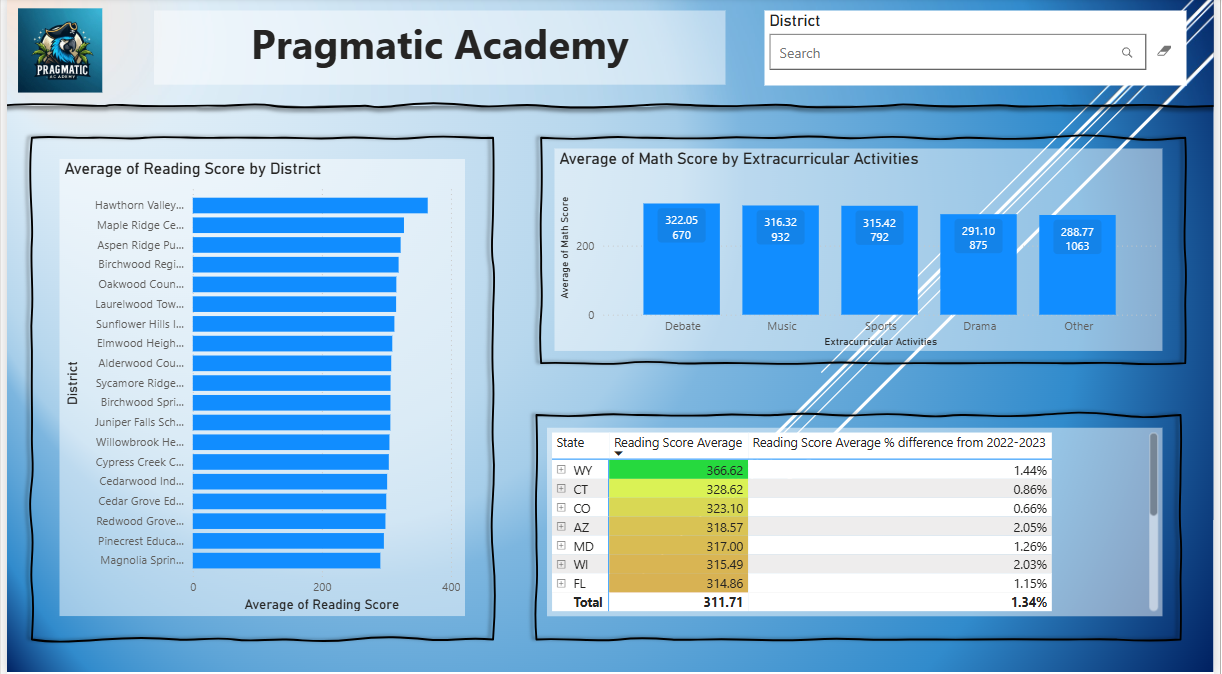 PRAGMATIC
ACADEMY
Pragmatic Academy
District
Search
Average of Reading Score by District
District
Hawthorn Valley...
Maple Ridge Ce...
Aspen Ridge Pu...
Birchwood Regi...
Oakwood Coun...
Laurelwood Tow...
Sunflower Hills I...
Elmwood Heigh...
Alderwood Cou...
Sycamore Ridge...
Birchwood Spri...
Juniper Falls Sch...
Willowbrook He...
Cypress Creek C...
Cedarwood Ind...
Cedar Grove Ed...
Redwood Grove...
Pinecrest Educa...
Magnolia Sprin...
0 200 400
Average of Reading Score
Average of Math Score by Extracurricular Activities
Average of Math Score
200
0
322.05
670
316.32
932
315.42
792
291.10
875
288.77
1063
Debate Music Sports Drama Other
Extracurricular Activities
State Reading Score Average Reading Score Average % difference from 2022-2023
WY 366.62 1.44%
CT 328.62 0.86%
CO 323.10 0.66%
AZ 318.57 2.05%
MD 317.00 1.26%
WI 315.49 2.03%
FL 314.86 1.15%
Total 311.71 1.34%